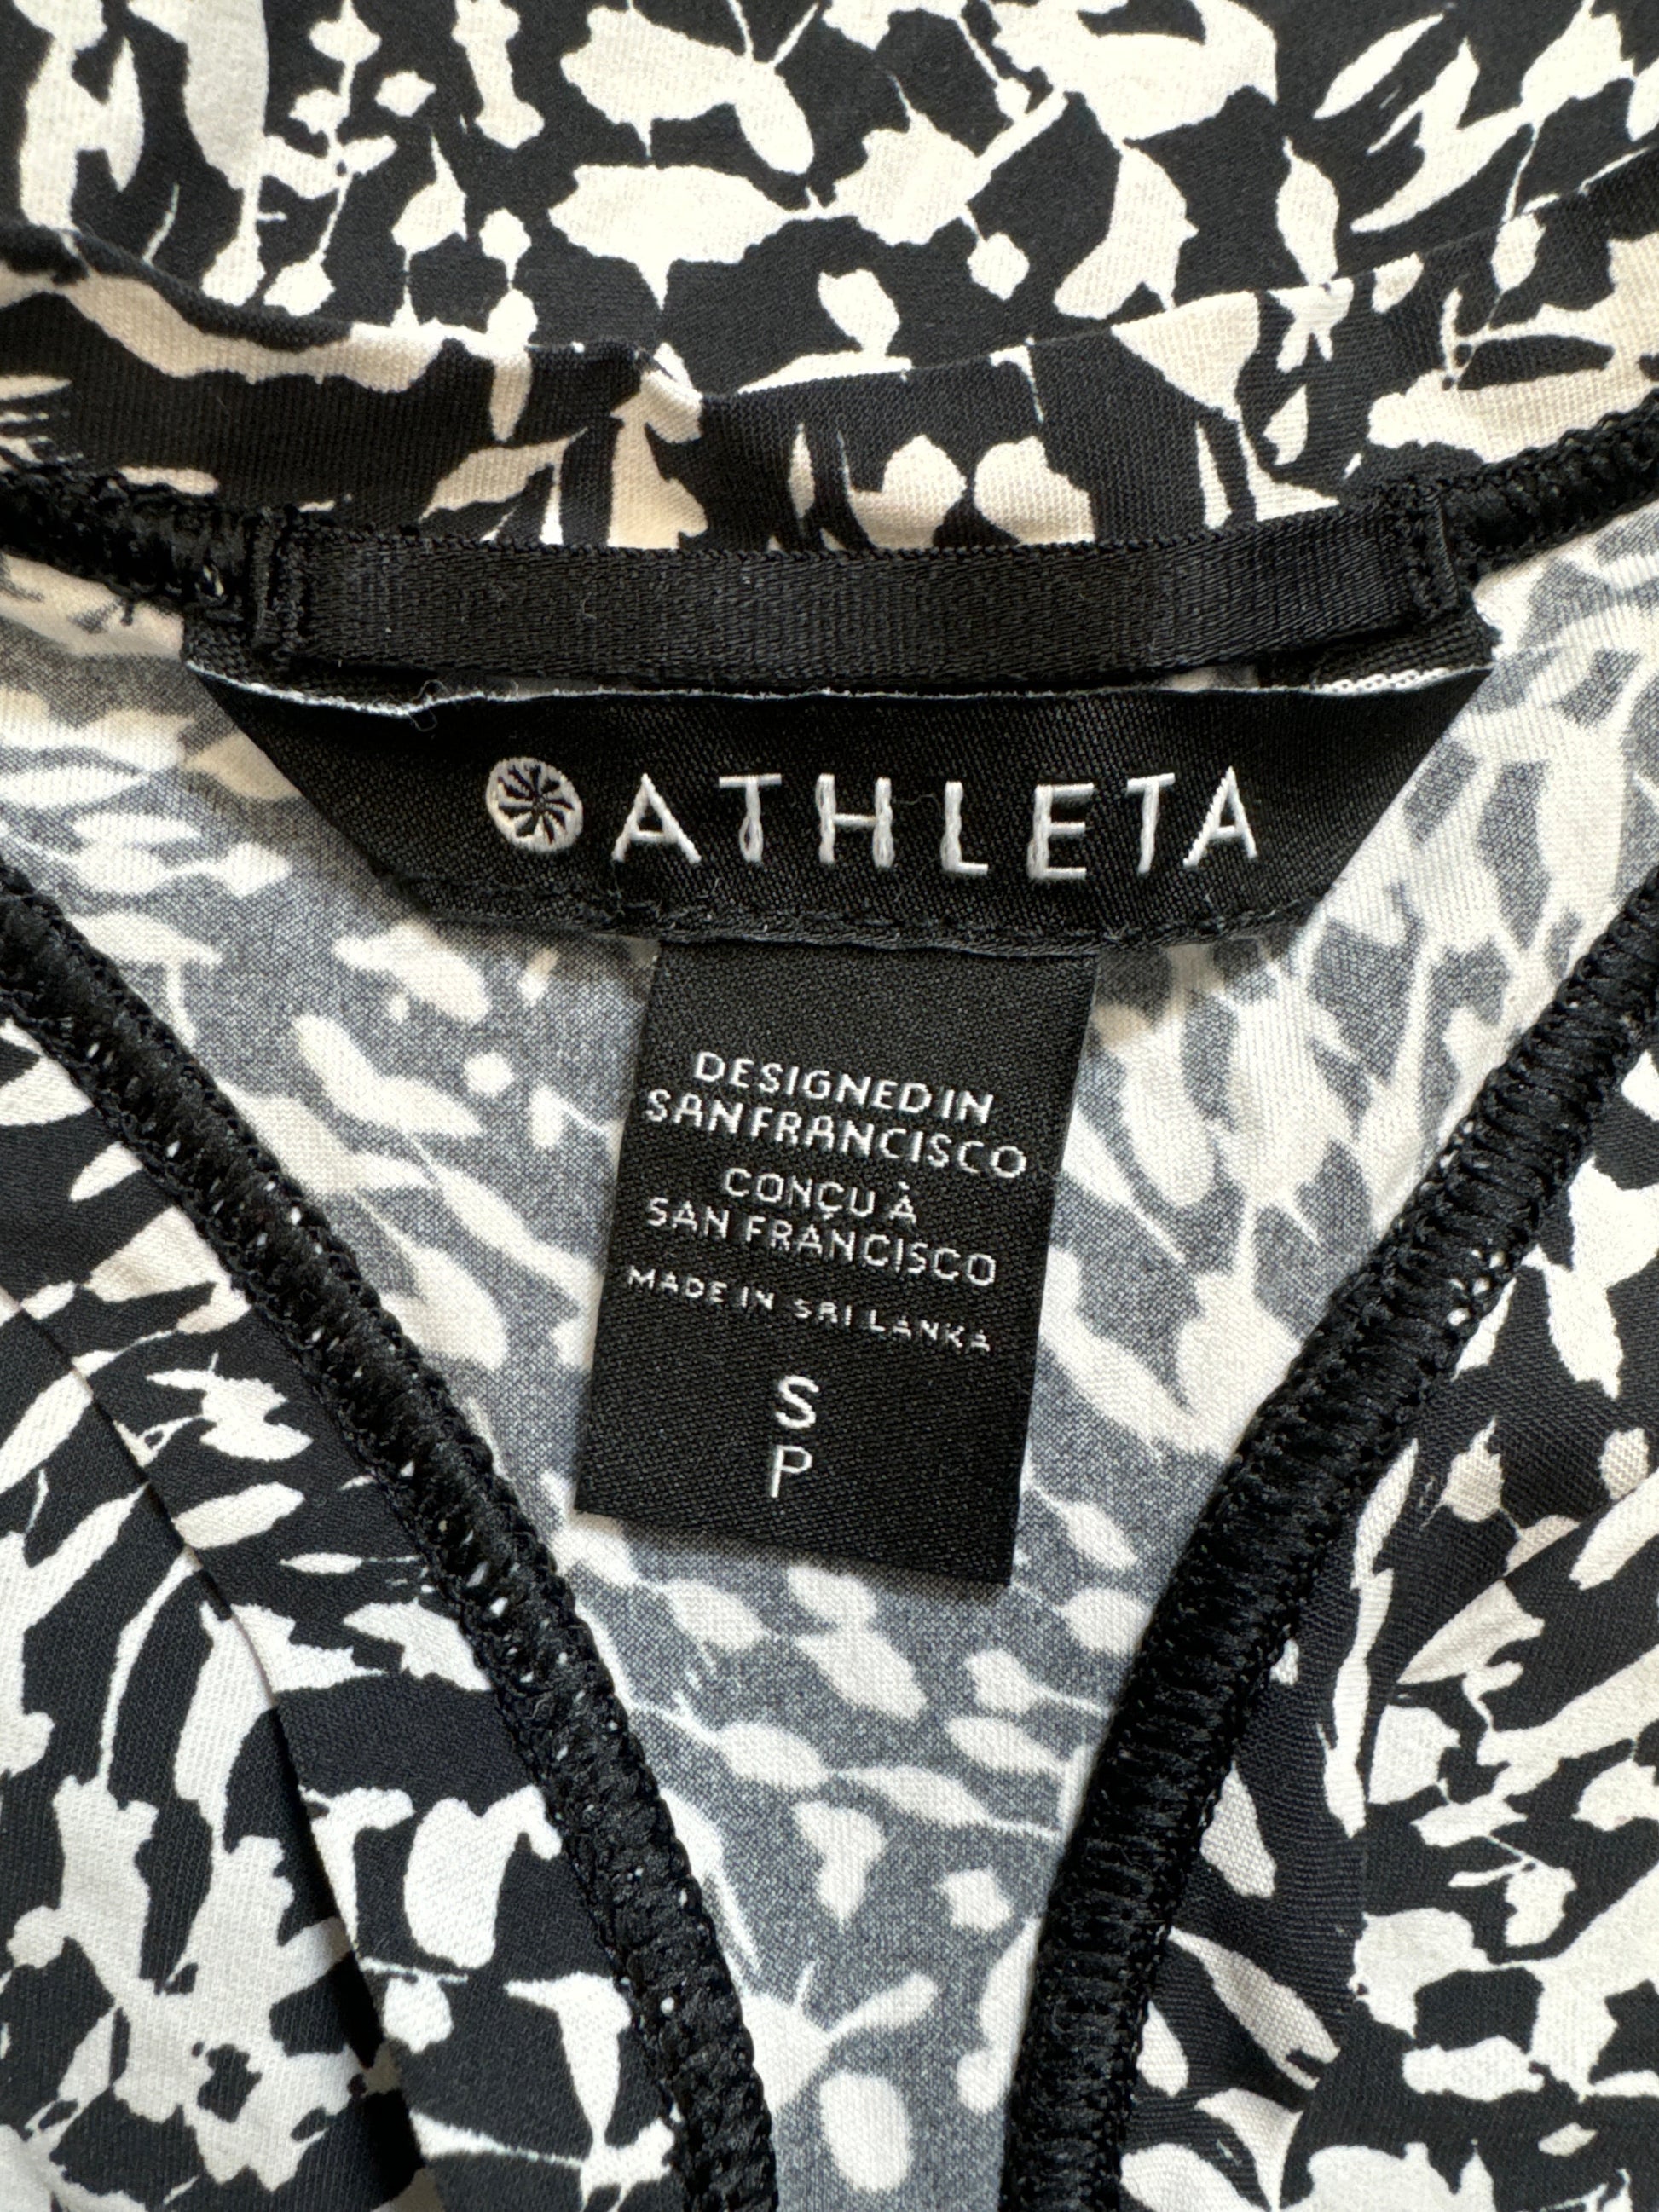 ATHLETA
DESIGNED IN
SAN FRANCISCO
CONÇU À
SAN FRANCISCO
MADE IN SRI LANKA
S
P